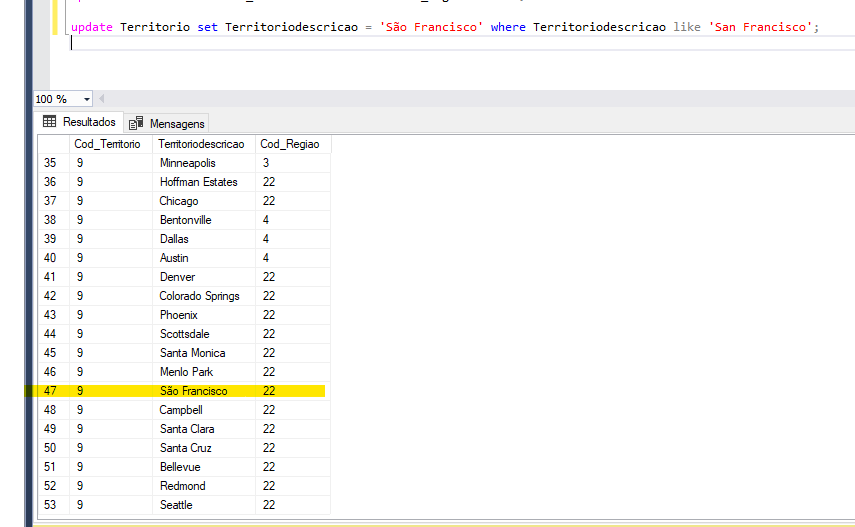 update Territorio set Territoriodescricao = 'São Francisco' where Territoriodescricao like 'San Francisco';
100 %
Resultados Mensagens
Cod_Territorio Territoriodescricao Cod_Regiao
35 9 Minneapolis 3
36 9 Hoffman Estates 22
37 9 Chicago 22
38 9 Bentonville 4
39 9 Dallas 4
40 9 Austin 4
41 9 Denver 22
42 9 Colorado Springs 22
43 9 Phoenix 22
44 9 Scottsdale 22
45 9 Santa Monica 22
46 9 Menlo Park 22
47 9 São Francisco 22
48 9 Campbell 22
49 9 Santa Clara 22
50 9 Santa Cruz 22
51 9 Bellevue 22
52 9 Redmond 22
53 9 Seattle 22